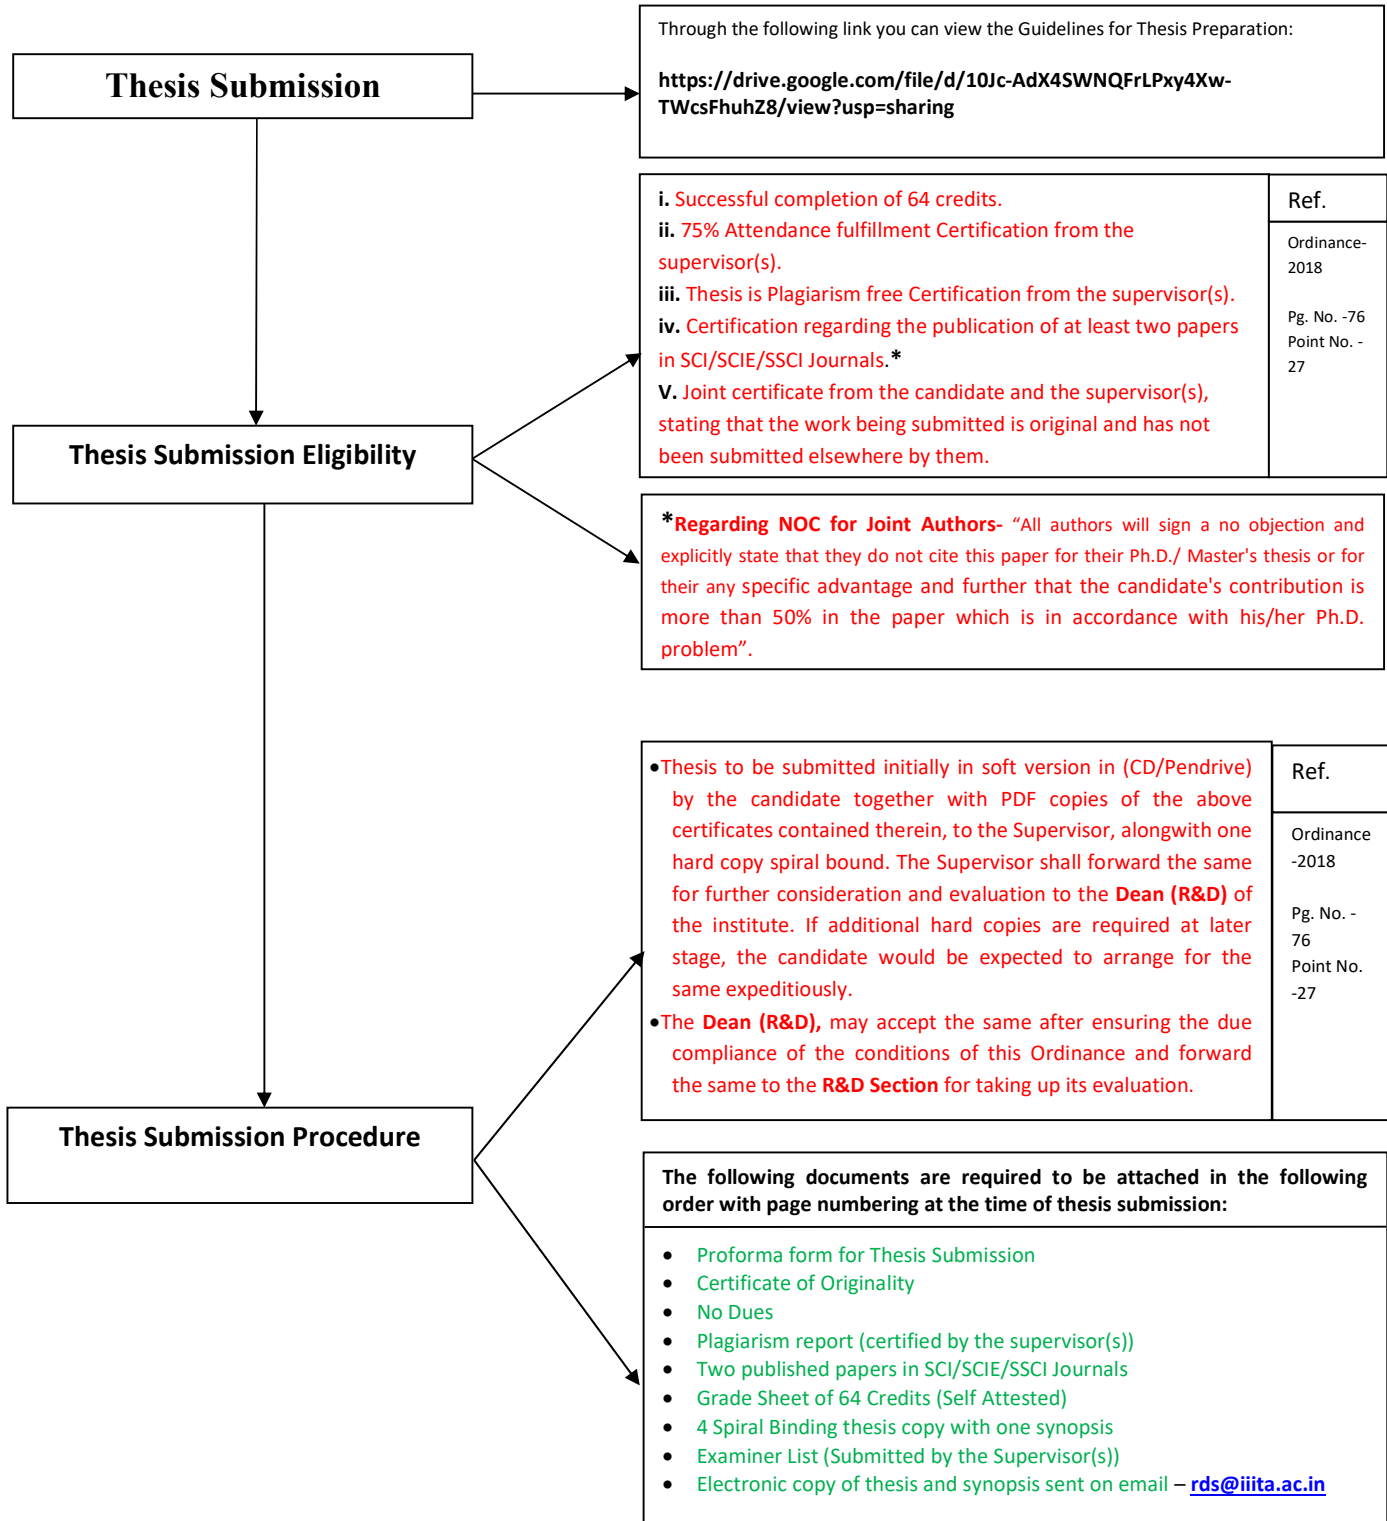 Thesis Submission
Through the following link you can view the Guidelines for Thesis Preparation:
https://drive.google.com/file/d/10Jc-AdX4SWNQFrLPxy4Xw-
TWcsFhuhZ8/view?usp=sharing
Thesis Submission Eligibility
i. Successful completion of 64 credits.
ii. 75% Attendance fulfillment Certification from the
supervisor(s).
iii. Thesis is Plagiarism free Certification from the supervisor(s).
iv. Certification regarding the publication of at least two papers
in SCI/SCIE/SSCI Journals.*
V. Joint certificate from the candidate and the supervisor(s),
stating that the work being submitted is original and has not
been submitted elsewhere by them.
Ref.
Ordinance-
2018
Pg. No. -76
Point No. -
27
*Regarding NOC for Joint Authors- “All authors will sign a no objection and
explicitly state that they do not cite this paper for their Ph.D./ Master's thesis or for
their any specific advantage and further that the candidate's contribution is
more than 50% in the paper which is in accordance with his/her Ph.D.
problem”.
Thesis Submission Procedure
•Thesis to be submitted initially in soft version in (CD/Pendrive)
by the candidate together with PDF copies of the above
certificates contained therein, to the Supervisor, alongwith one
hard copy spiral bound. The Supervisor shall forward the same
for further consideration and evaluation to the Dean (R&D) of
the institute. If additional hard copies are required at later
stage, the candidate would be expected to arrange for the
same expeditiously.
•The Dean (R&D), may accept the same after ensuring the due
compliance of the conditions of this Ordinance and forward
the same to the R&D Section for taking up its evaluation.
Ref.
Ordinance
-2018
Pg. No. -
76
Point No.
-27
The following documents are required to be attached in the following
order with page numbering at the time of thesis submission:
• Proforma form for Thesis Submission
• Certificate of Originality
• No Dues
• Plagiarism report (certified by the supervisor(s))
• Two published papers in SCI/SCIE/SSCI Journals
• Grade Sheet of 64 Credits (Self Attested)
• 4 Spiral Binding thesis copy with one synopsis
• Examiner List (Submitted by the Supervisor(s))
• Electronic copy of thesis and synopsis sent on email – rds@iiita.ac.in